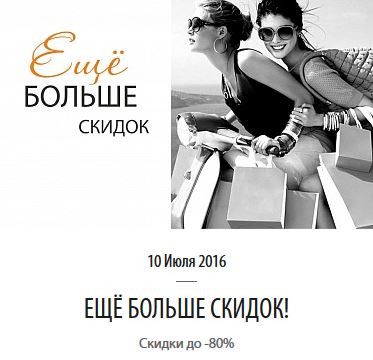 Ещё
БОЛЬШЕ
СКИДОК
10 Июля 2016
ЕЩЁ БОЛЬШЕ СКИДОК!
Скидки до -80%